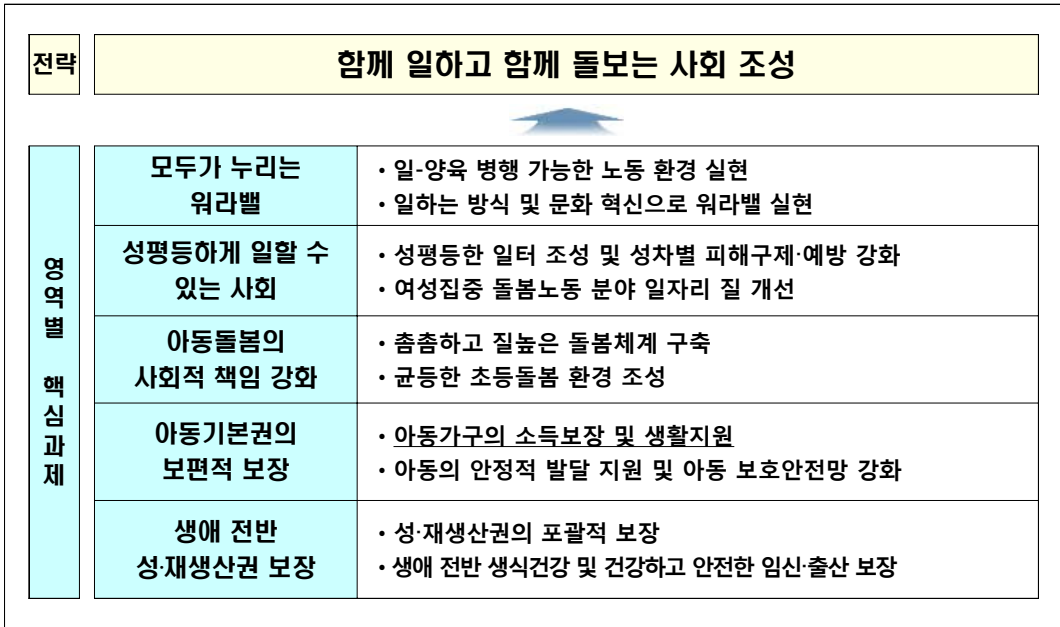 전략
함께 일하고 함께 돌보는 사회 조성
영역별 핵심과제
모두가 누리는
워라밸
• 일-양육 병행 가능한 노동 환경 실현
• 일하는 방식 및 문화 혁신으로 워라밸 실현
성평등하게 일할 수
있는 사회
• 성평등한 일터 조성 및 성차별 피해구제·예방 강화
• 여성집중 돌봄노동 분야 일자리 질 개선
아동돌봄의
사회적 책임 강화
• 촘촘하고 질높은 돌봄체계 구축
• 균등한 초등돌봄 환경 조성
아동기본권의
보편적 보장
• 아동가구의 소득보장 및 생활지원
• 아동의 안정적 발달 지원 및 아동 보호안전망 강화
생애 전반
성·재생산권 보장
• 성·재생산권의 포괄적 보장
• 생애 전반 생식건강 및 건강하고 안전한 임신·출산 보장